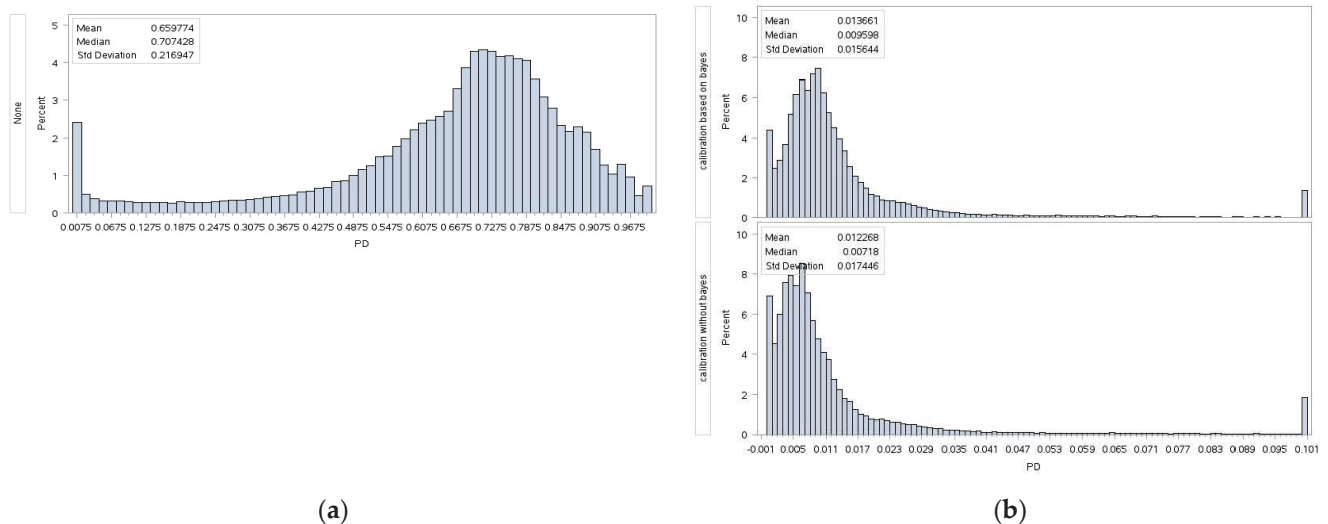 None
Percent
5
4
3
2
1
0
Mean 0.659774
Median 0.707428
Std Deviation 0.216947
0.0075 0.0675 0.1275 0.1875 0.2475 0.3075 0.3675 0.4275 0.4875 0.5475 0.6075 0.6675 0.7275 0.7875 0.8475 0.9075 0.9675
PD
(a)
calibration based on bayes
Percent
10
8
6
4
2
0
Mean 0.013661
Median 0.009598
Std Deviation 0.015644
calibration without bayes
Percent
10
8
6
4
2
0
Mean 0.012268
Median 0.00718
Std Deviation 0.017446
-0.001 0.005 0.011 0.017 0.023 0.029 0.035 0.041 0.047 0.053 0.059 0.065 0.071 0.077 0.083 0.089 0.095 0.101
PD
(b)